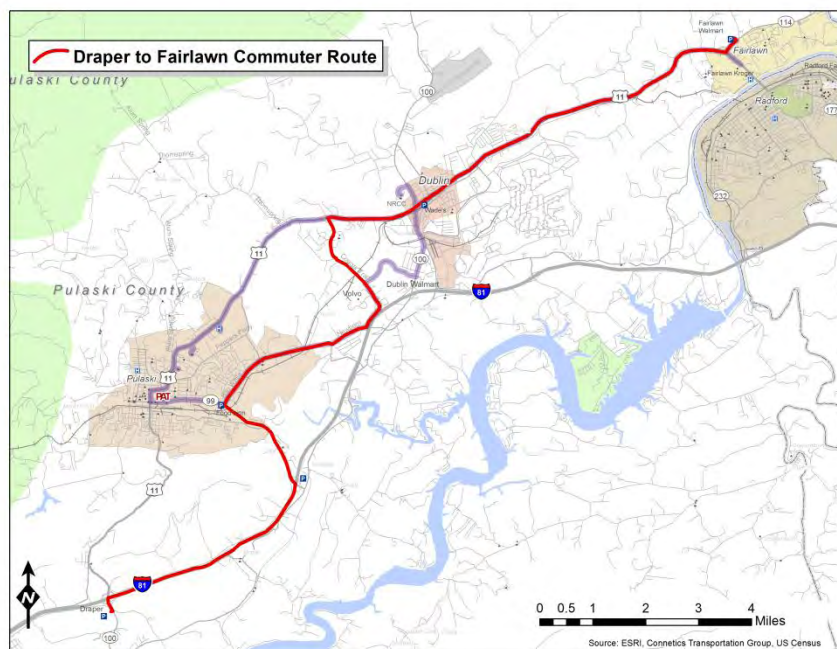 Draper to Fairlawn Commuter Route
Pulaski County
114
Fairlawn
Walmart
Fairlawn
Fairlawn Kroger
Radford
177
11
100
232
Dublin
NRCC
Wade's
11
100
Volvo
Dublin Walmart
81
Pulaski County
11
Pulaski
PAT
99
11
81
Draper
100
N
0 0.5 1 2 3 4
Miles
Source: ESRI, Connetics Transportation Group, US Census